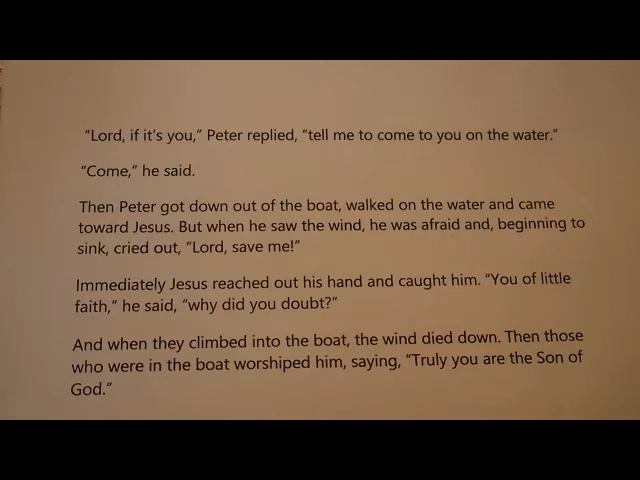 “Lord, if it’s you,” Peter replied, “tell me to come to you on the water.”
“Come,” he said.
Then Peter got down out of the boat, walked on the water and came
toward Jesus. But when he saw the wind, he was afraid and, beginning to
sink, cried out, “Lord, save me!”
Immediately Jesus reached out his hand and caught him. “You of little
faith,” he said, “why did you doubt?”
And when they climbed into the boat, the wind died down. Then those
who were in the boat worshiped him, saying, “Truly you are the Son of
God.”